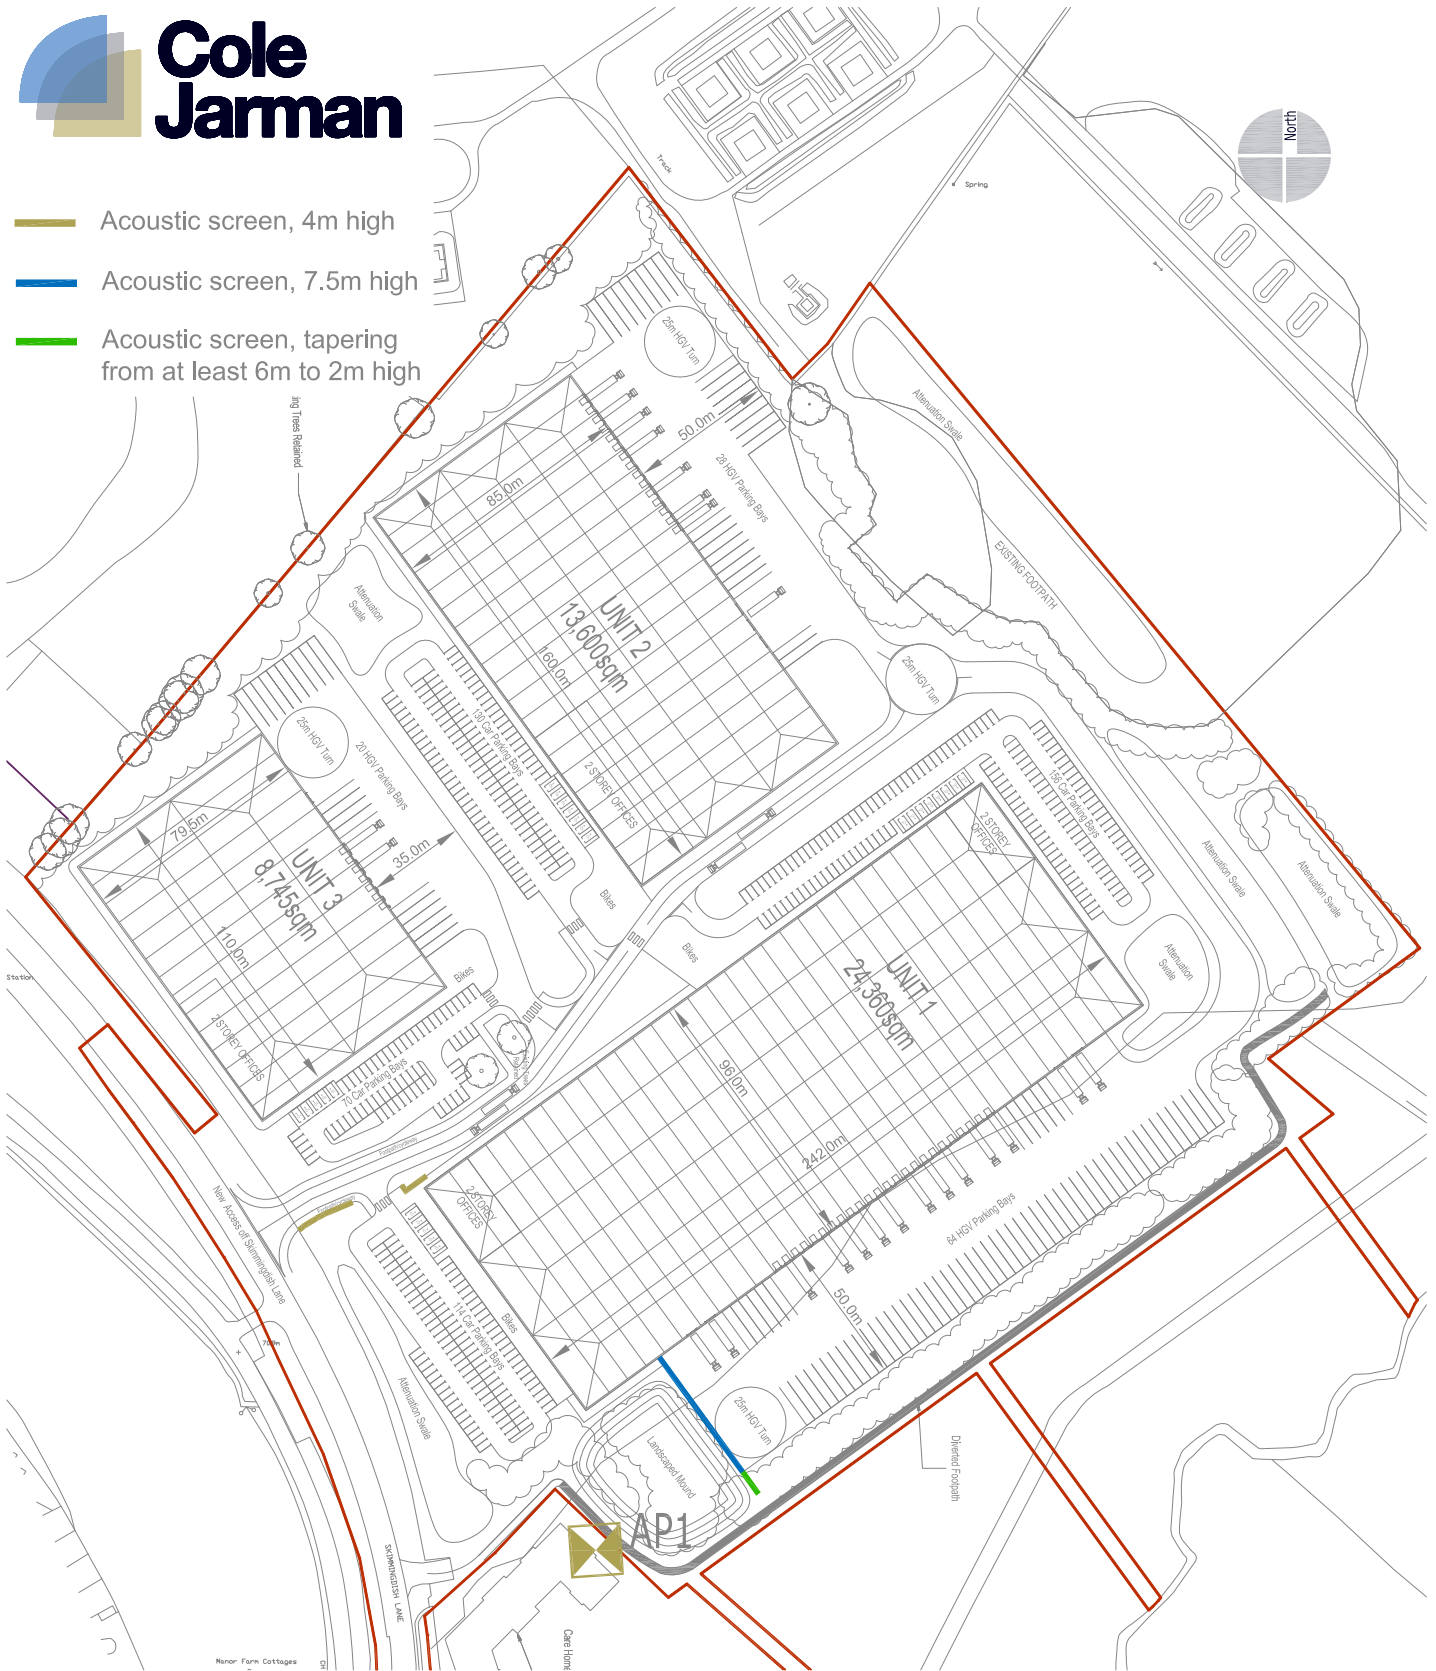 Cole
Jarman
North
Acoustic screen, 4m high
Acoustic screen, 7.5m high
Acoustic screen, tapering
from at least 6m to 2m high
Track
Spring
ing Trees Retained
25m HGV Turn
50.0m
28 HGV Parking Bays
85.0m
Attenuation Swale
EXISTING FOOTPATH
Attenuation
Swale
UNIT 2
13,600sqm
160.0m
2 STOREY OFFICES
130 Car Parking Bays
25m HGV Turn
25m HGV Turn
20 HGV Parking Bays
79.5m
35.0m
UNIT 3
8,745sqm
110.0m
2 STOREY OFFICES
Bikes
Bikes
Bikes
156 Car Parking Bays
2 STOREY
OFFICES
Attenuation Swale
Attenuation Swale
Attenuation
Swale
UNIT 1
24,360sqm
96.0m
242.0m
Station
70 Car Parking Bays
Footpath/cycleway
2 STOREY
OFFICES
64 HGV Parking Bays
New Access off Skimmingdish Lane
50.0m
Bikes
114 Car Parking Bays
Attenuation Swale
25m HGV Turn
Landscaped Mound
Diverted Footpath
AP1
SKIMMINGDISH LANE
Care Home
Manor Farm Cottages
CH